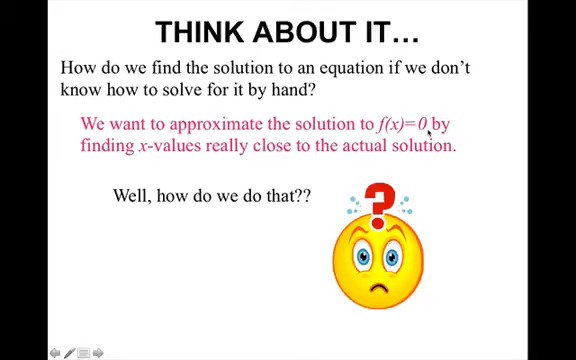 THINK ABOUT IT…
How do we find the solution to an equation if we don't
know how to solve for it by hand?
We want to approximate the solution to f(x)=0 by
finding x-values really close to the actual solution.
Well, how do we do that??
?